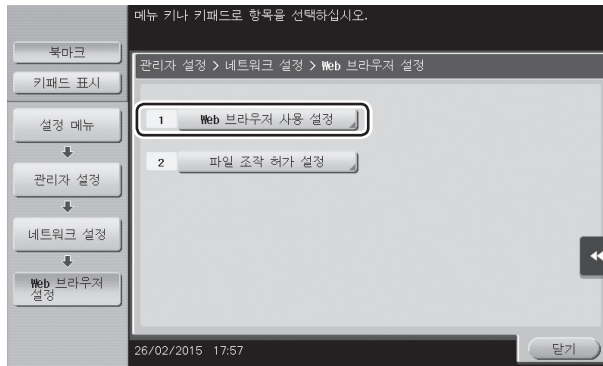 메뉴 키나 키패드로 항목을 선택하십시오.
북마크
키패드 표시
설정 메뉴
관리자 설정
네트워크 설정
Web 브라우저
설정
관리자 설정 > 네트워크 설정 > Web 브라우저 설정
1 Web 브라우저 사용 설정
2 파일 조작 허가 설정
26/02/2015 17:57
닫기